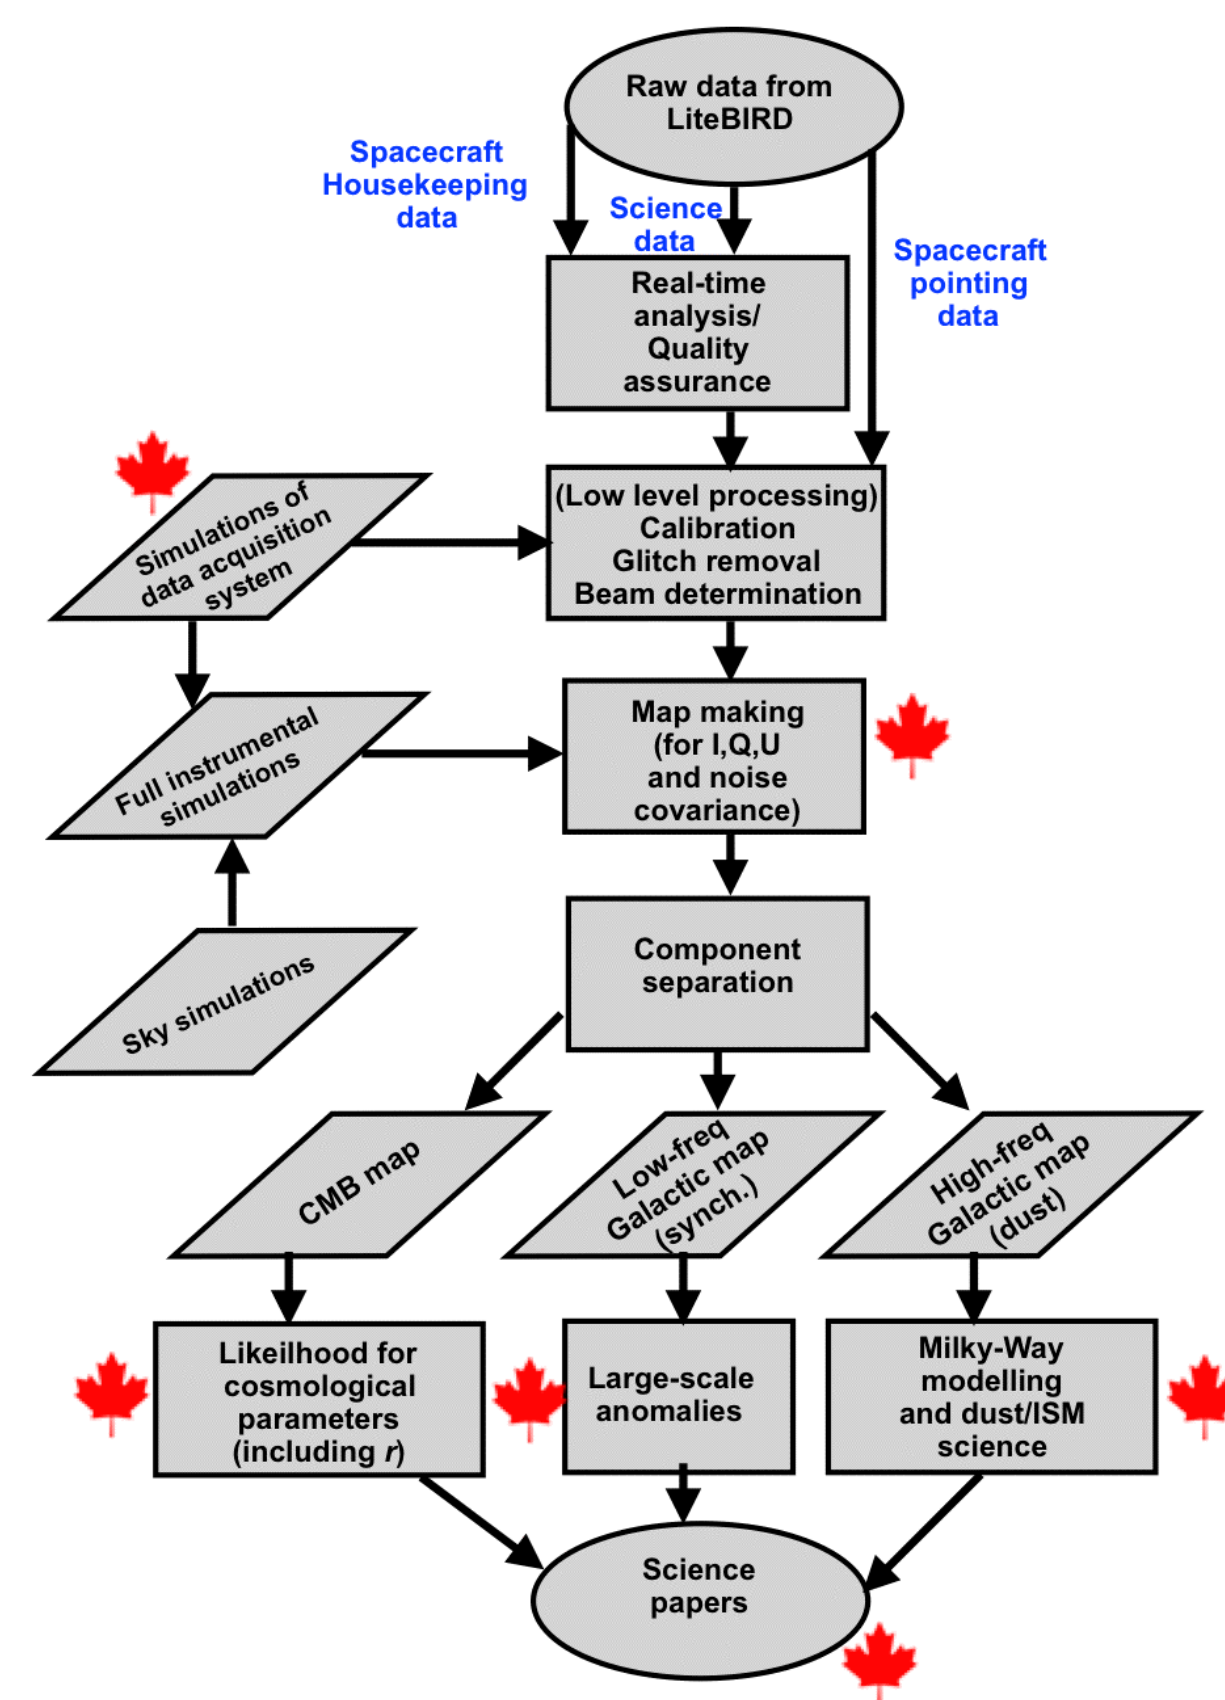 Raw data from
LiteBIRD
Spacecraft
Housekeeping
data
Science
data
Spacecraft
pointing
data
Real-time
analysis/
Quality
assurance
Simulations of
data acquisition
system
(Low level processing)
Calibration
Glitch removal
Beam determination
Full instrumental
simulations
Map making
(for I,Q,U
and noise
covariance)
Sky simulations
Component
separation
CMB map
Low-freq
Galactic map
(synch.)
High-freq
Galactic map
(dust)
Likeilhood for
cosmological
parameters
(including r)
Large-scale
anomalies
Milky-Way
modelling
and dust/ISM
science
Science
papers